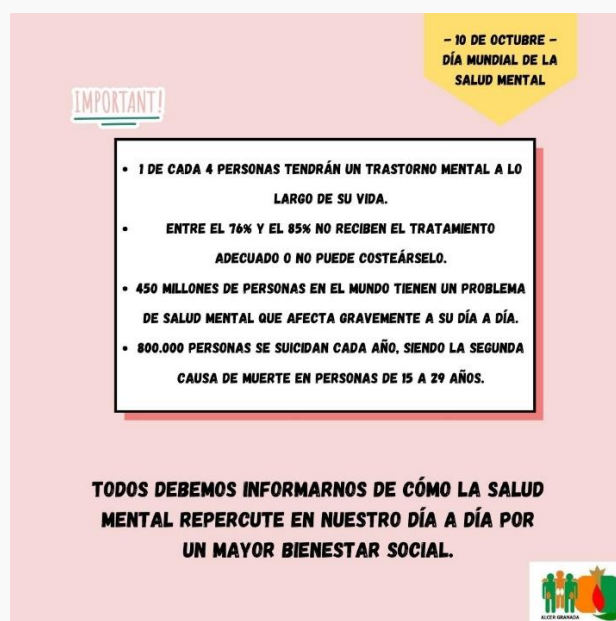 – 10 DE OCTUBRE –
DÍA MUNDIAL DE LA
SALUD MENTAL
IMPORTANT!
• 1 DE CADA 4 PERSONAS TENDRÁN UN TRASTORNO MENTAL A LO
LARGO DE SU VIDA.
• ENTRE EL 76% Y EL 85% NO RECIBEN EL TRATAMIENTO
ADECUADO O NO PUEDE COSTEÁRSELO.
• 450 MILLONES DE PERSONAS EN EL MUNDO TIENEN UN PROBLEMA
DE SALUD MENTAL QUE AFECTA GRAVEMENTE A SU DÍA A DÍA.
• 800.000 PERSONAS SE SUICIDAN CADA AÑO, SIENDO LA SEGUNDA
CAUSA DE MUERTE EN PERSONAS DE 15 A 29 AÑOS.
TODOS DEBEMOS INFORMARNOS DE CÓMO LA SALUD
MENTAL REPERCUTE EN NUESTRO DÍA A DÍA POR
UN MAYOR BIENESTAR SOCIAL.
ALCER GRANADA